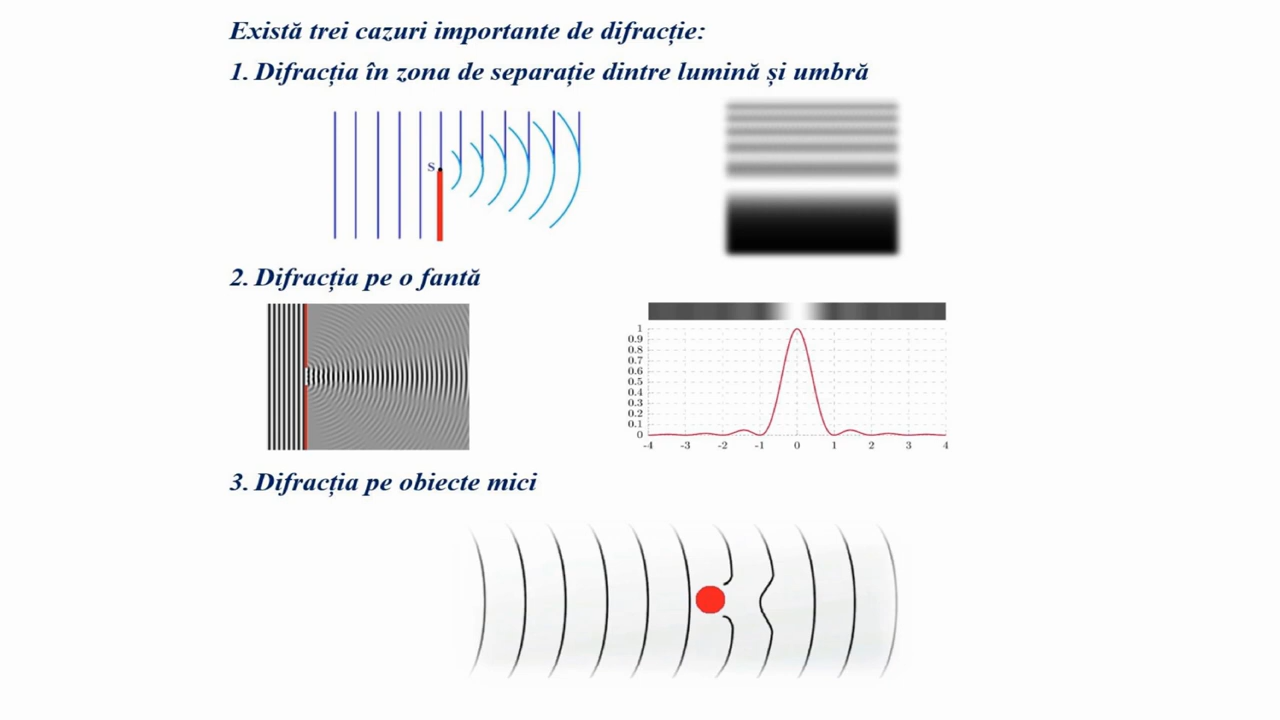 Există trei cazuri importante de difracție:
1. Difracția în zona de separație dintre lumină și umbră
S
2. Difracția pe o fantă
1
0.9
0.8
0.7
0.6
0.5
0.4
0.3
0.2
0.1
0
-4 -3 -2 -1 0 1 2 3 4
3. Difracția pe obiecte mici